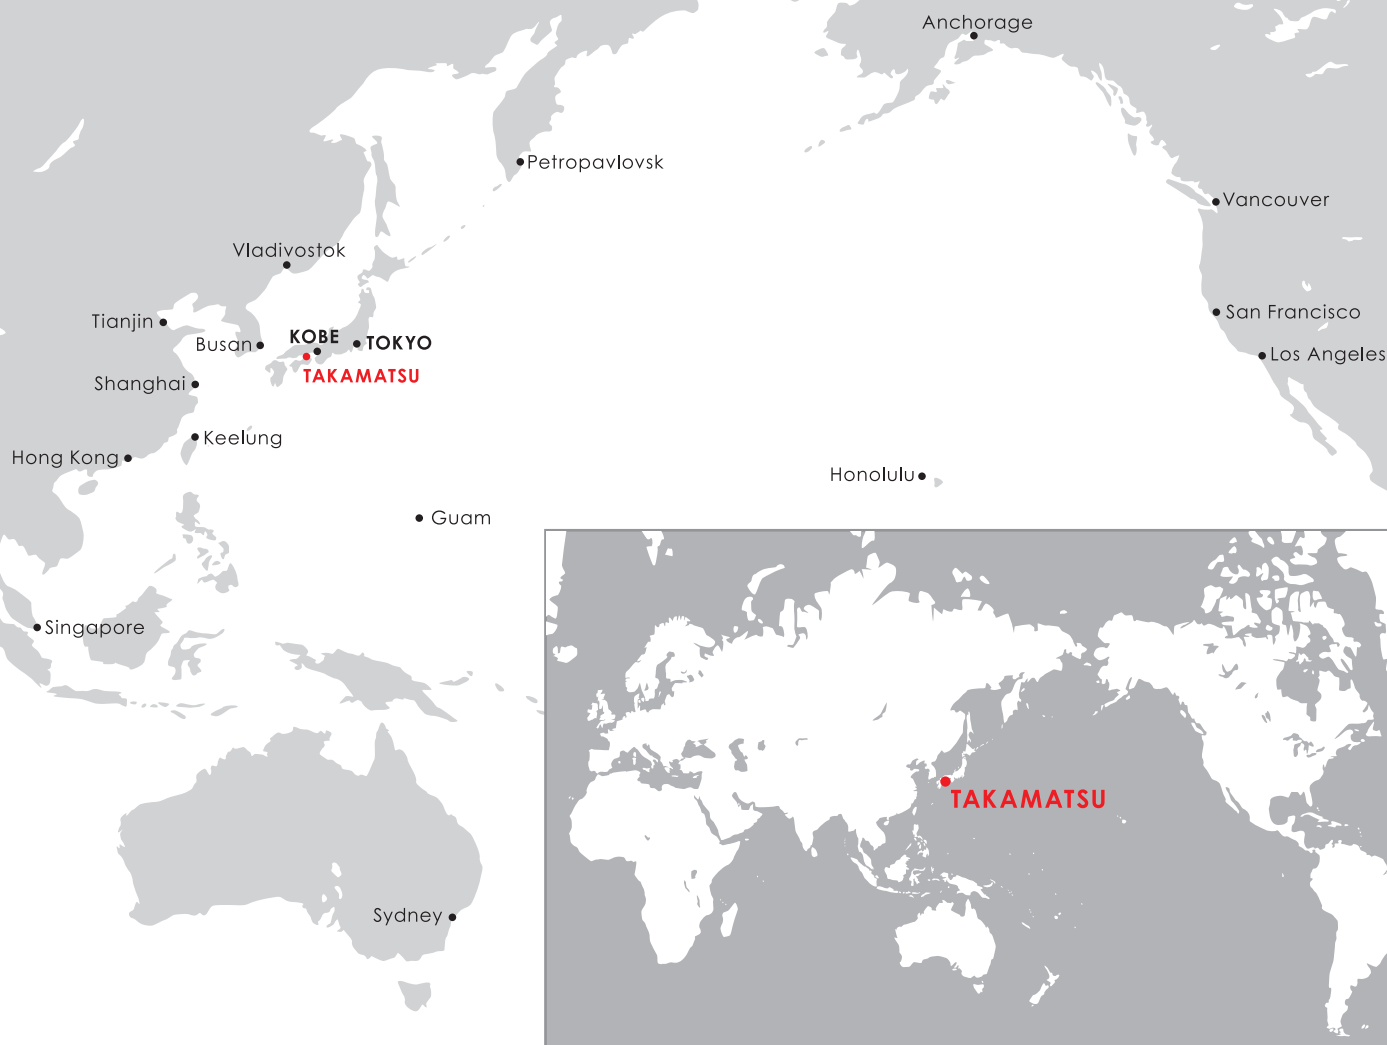 Anchorage
Petropavlovsk
Vancouver
Vladivostok
San Francisco
Tianjin
KOBE
Busan
TOKYO
Los Angeles
TAKAMATSU
Shanghai
Keelung
Hong Kong
Honolulu
Guam
Singapore
TAKAMATSU
Sydney